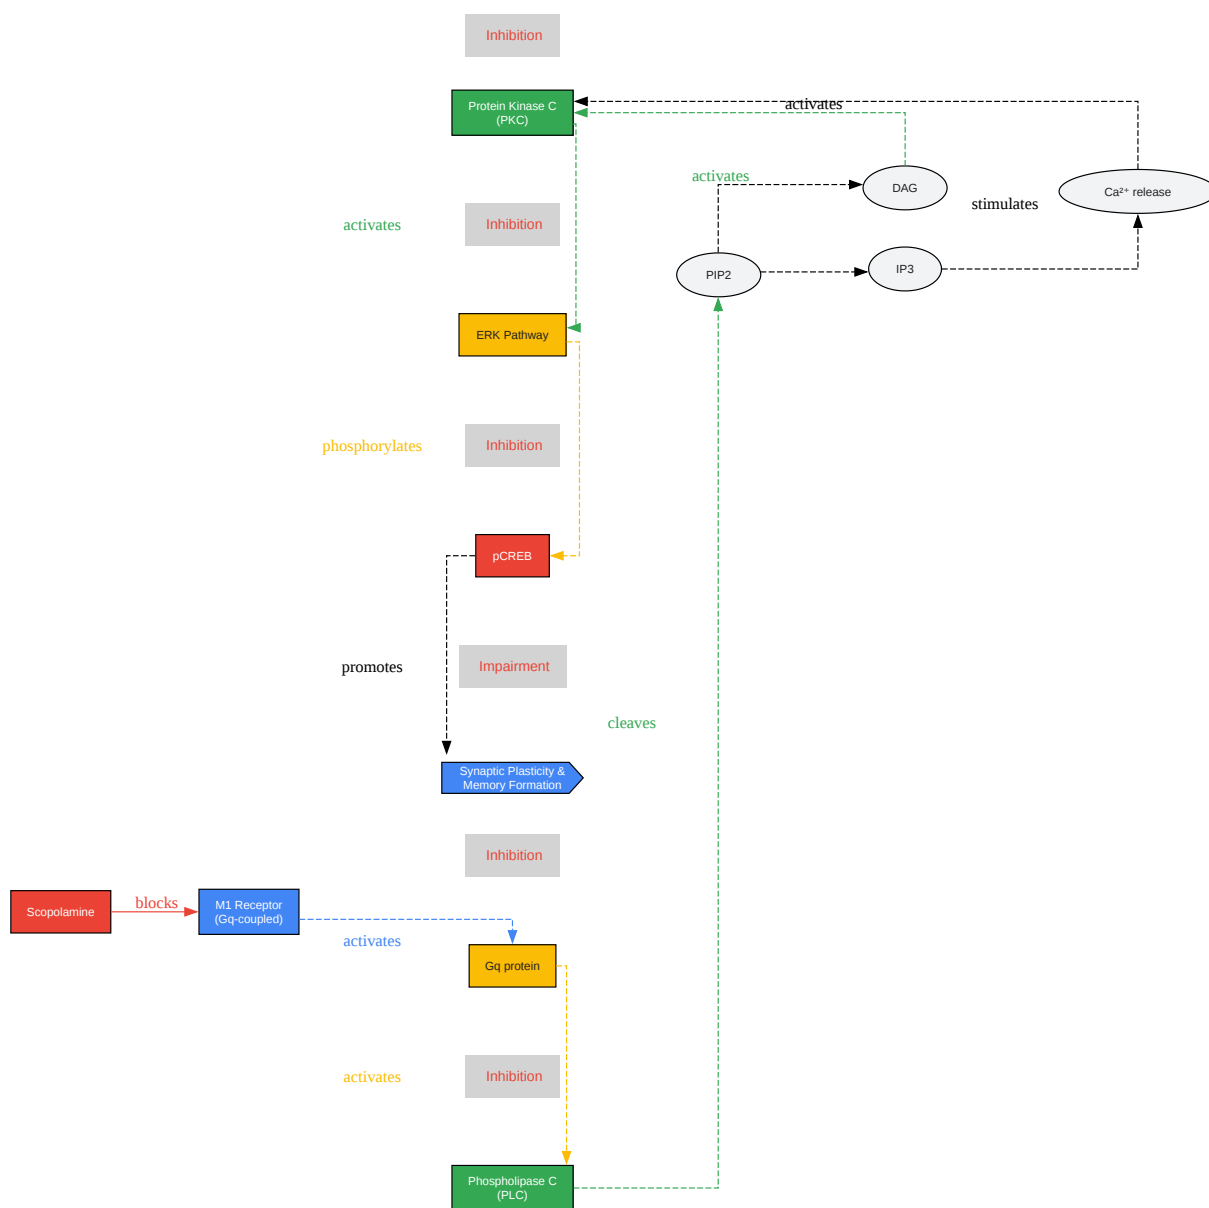 Inhibition
Protein Kinase C
(PKC)
activates
activates
DAG
Ca²⁺ release
stimulates
activates
Inhibition
PIP2
IP3
ERK Pathway
phosphorylates
Inhibition
pCREB
promotes
Impairment
cleaves
Synaptic Plasticity &
Memory Formation
Inhibition
Scopolamine
blocks
M1 Receptor
(Gq-coupled)
activates
Gq protein
activates
Inhibition
Phospholipase C
(PLC)